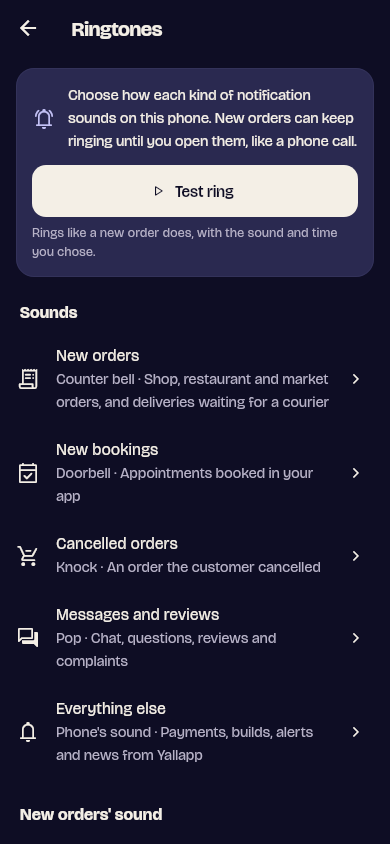 Ringtones
Choose how each kind of notification
sounds on this phone. New orders can keep
ringing until you open them, like a phone call.
Test ring
Rings like a new order does, with the sound and time
you chose.
Sounds
New orders
Counter bell · Shop, restaurant and market
orders, and deliveries waiting for a courier
New bookings
Doorbell · Appointments booked in your
app
Cancelled orders
Knock · An order the customer cancelled
Messages and reviews
Pop · Chat, questions, reviews and
complaints
Everything else
Phone's sound · Payments, builds, alerts
and news from Yallapp
New orders' sound